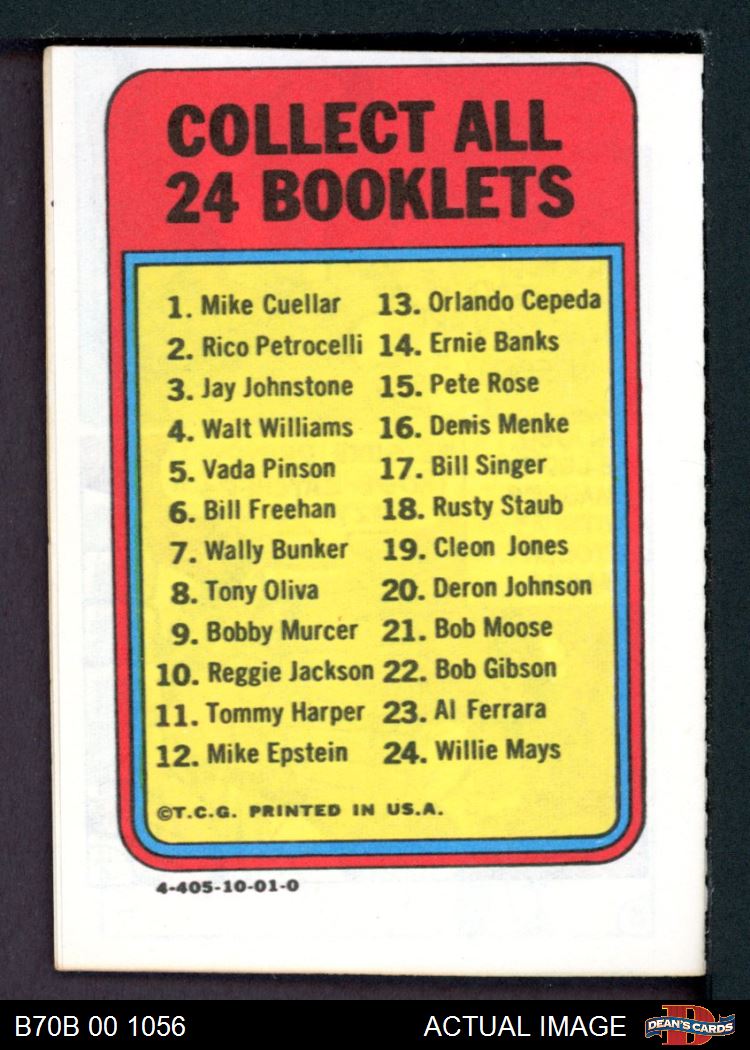 COLLECT ALL
24 BOOKLETS
1. Mike Cuellar
2. Rico Petrocelli
3. Jay Johnstone
4. Walt Williams
5. Vada Pinson
6. Bill Freehan
7. Wally Bunker
8. Tony Oliva
9. Bobby Murcer
10. Reggie Jackson
11. Tommy Harper
12. Mike Epstein
13. Orlando Cepeda
14. Ernie Banks
15. Pete Rose
16. Denis Menke
17. Bill Singer
18. Rusty Staub
19. Cleon Jones
20. Deron Johnson
21. Bob Moose
22. Bob Gibson
23. Al Ferrara
24. Willie Mays
©T.C.G. PRINTED IN U.S.A.
4-405-10-01-0
B70B 00 1056
ACTUAL IMAGE
D
DEAN'S CARDS